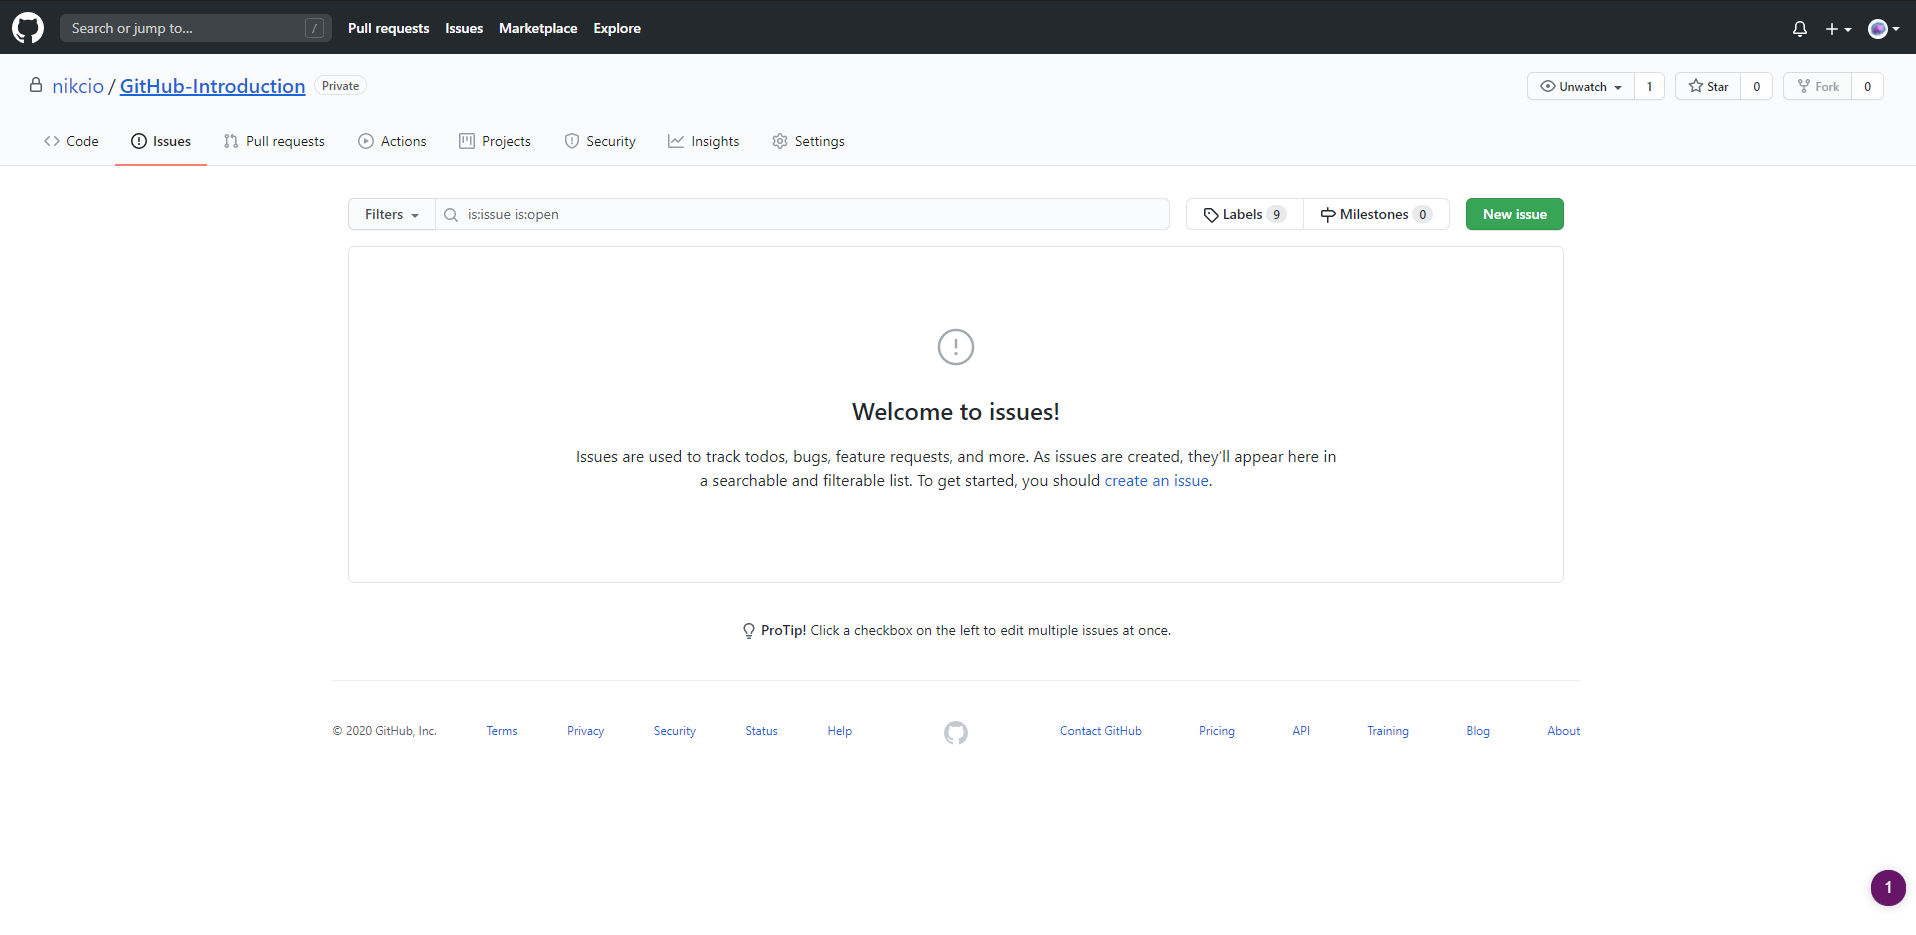 Search or jump to... /
Pull requests Issues Marketplace Explore
nikcio / GitHub-Introduction Private
Unwatch 1 Star 0 Fork 0
Code Issues Pull requests Actions Projects Security Insights Settings
Filters is:issue is:open Labels 9 Milestones 0 New issue
Welcome to issues!
Issues are used to track todos, bugs, feature requests, and more. As issues are created, they’ll appear here in
a searchable and filterable list. To get started, you should create an issue.
ProTip! Click a checkbox on the left to edit multiple issues at once.
© 2020 GitHub, Inc. Terms Privacy Security Status Help Contact GitHub Pricing API Training Blog About
1